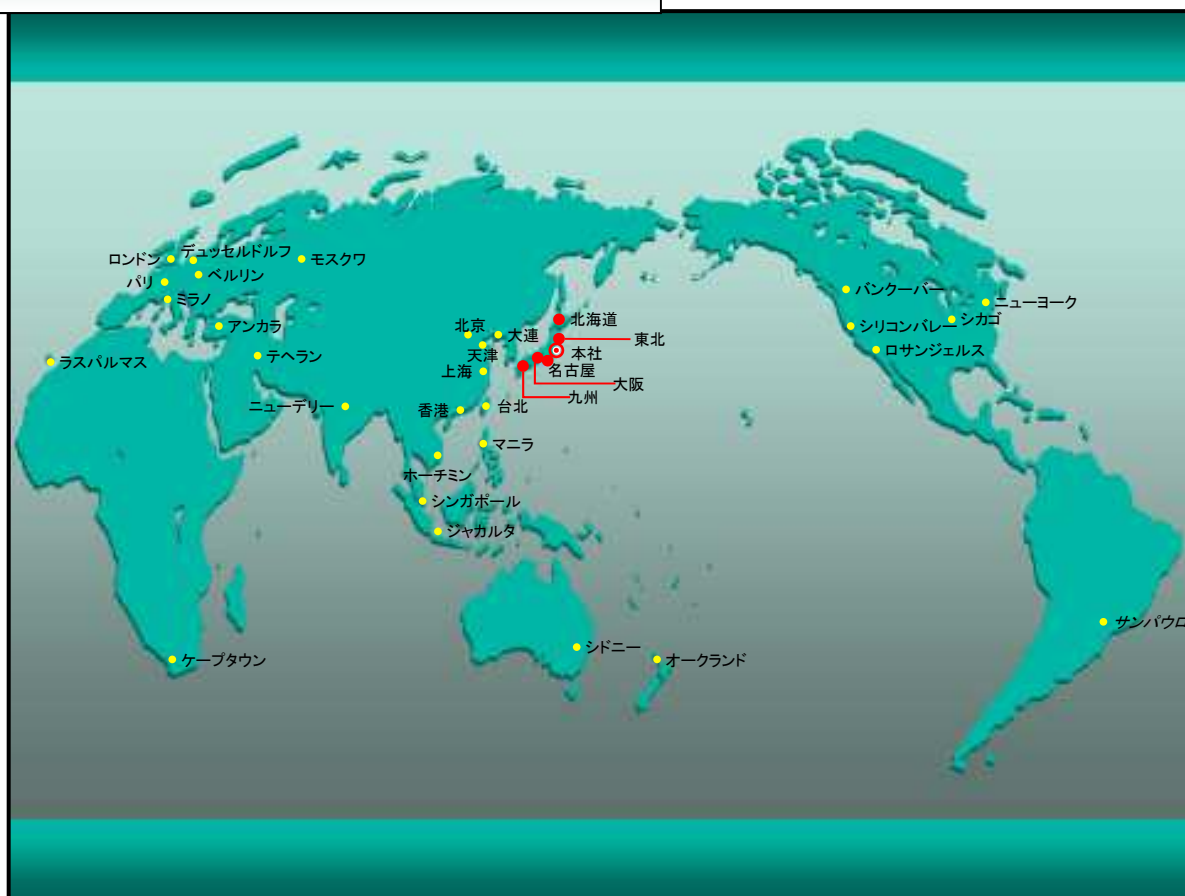 デュッセルドルフ
ロンドン
モスクワ
ベルリン
パリ
ミラノ
アンカラ
テヘラン
ラスパルマス
ニューデリー
北京
大連
天津
上海
香港
台北
マニラ
ホーチミン
シンガポール
ジャカルタ
北海道
東北
本社
名古屋
大阪
九州
バンクーバー
ニューヨーク
シカゴ
シリコンバレー
ロサンジェルス
サンパウロ
ケープタウン
シドニー
オークランド